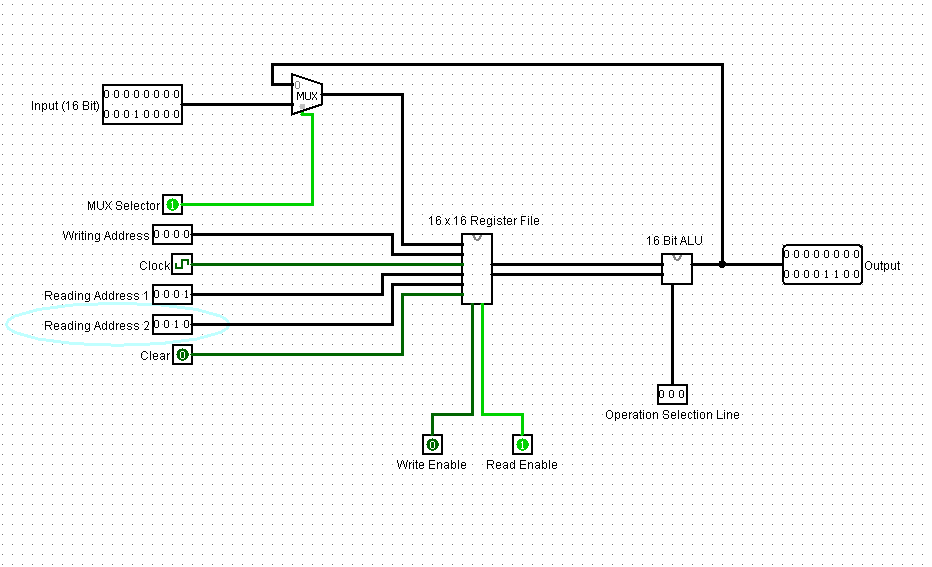 0 0 0 0 0 0 0 0
Input (16 Bit)
0 0 0 1 0 0 0 0
0
MUX
MUX Selector 1
Writing Address 0 0 0 0
Clock
Reading Address 1 0 0 0 1
Reading Address 2 0 0 1 0
Clear 0
16 x 16 Register File
16 Bit ALU
0 0 0 0 0 0 0 0
0 0 0 0 1 1 0 0
Output
0 0 0
Operation Selection Line
0
Write Enable
1
Read Enable